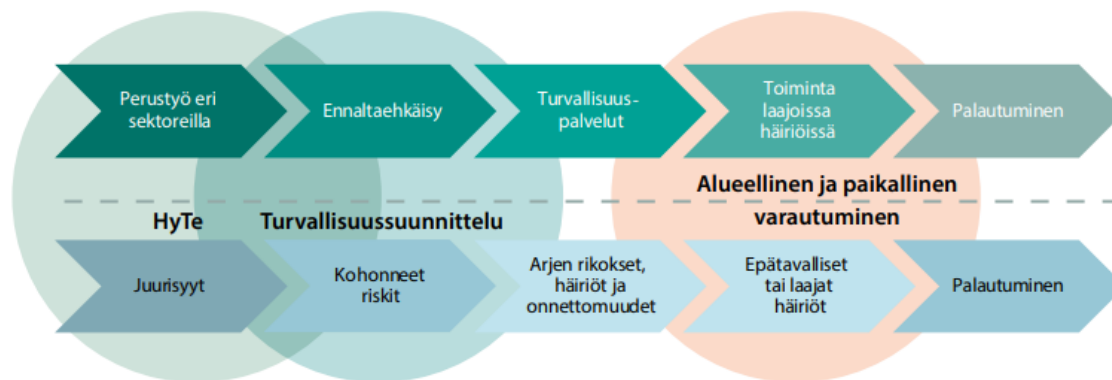 Perustyö eri
sektoreilla
Ennaltaehkäisy
Turvallisuus-
palvelut
Toiminta
laajoissa
häiriöissä
Palautuminen
HyTe
Turvallisuussuunnittelu
Alueellinen ja paikallinen
varautuminen
Juurisyyt
Kohonneet
riskit
Arjen rikokset,
häiriöt ja
onnettomuudet
Epätavalliset
tai laajat
häiriöt
Palautuminen